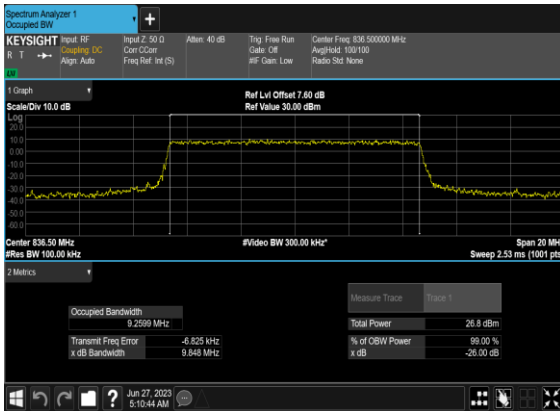 Spectrum Analyzer 1
Occupied BW
+
KEYSIGHT Input: RF Input Z: 50 Ω Atten: 40 dB Trig: Free Run Center Freq: 836.500000 MHz
R T Coupling: DC Corr CCorr Gate: Off Avg|Hold: 100/100
Align: Auto Freq Ref: Int (S) #IF Gain: Low Radio Std: None
1 Graph
Ref Lvl Offset 7.60 dB
Scale/Div 10.0 dB Ref Value 30.00 dBm
Log
20.0
10.0
0.00
-10.0
-20.0
-30.0
-40.0
-50.0
-60.0
Center 836.50 MHz #Video BW 300.00 kHz* Span 20 MH
#Res BW 100.00 kHz Sweep 2.53 ms (1001 pts
2 Metrics
Measure Trace Trace 1
Occupied Bandwidth
9.2599 MHz Total Power 26.8 dBm
Transmit Freq Error -6.825 kHz % of OBW Power 99.00 %
x dB Bandwidth 9.848 MHz x dB -26.00 dB
? Jun 27, 2023
5:10:44 AM